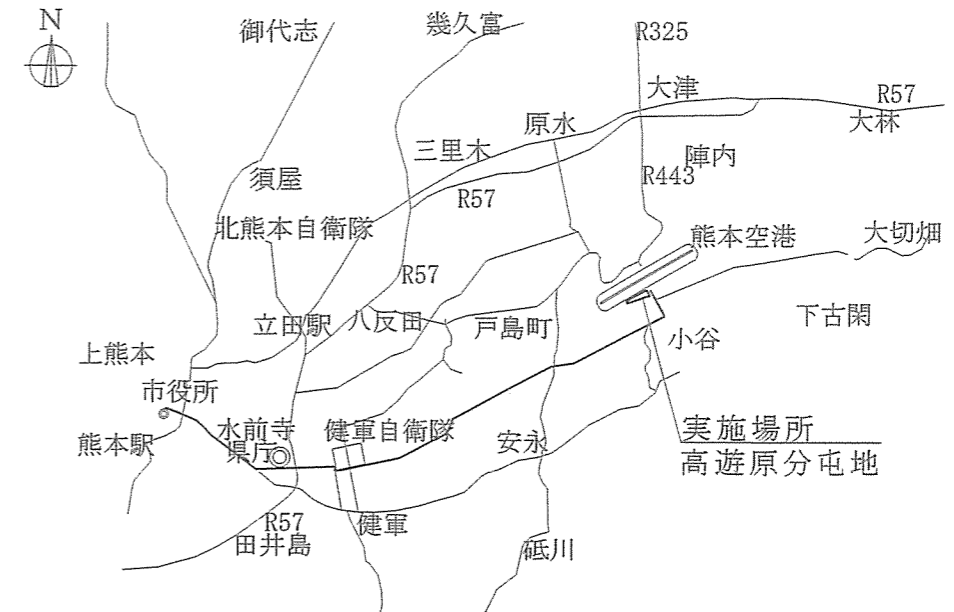 N
御代志
幾久富
R325
大津
R57
大林
原水
三里木
陣内
R443
須屋
R57
北熊本自衛隊
熊本空港
大切畑
R57
立田駅
八反田
戸島町
下古閑
小谷
上熊本
市役所
水前寺
健軍自衛隊
熊本駅
県庁
安永
実施場所
高遊原分屯地
R57
健軍
田井島
砥川